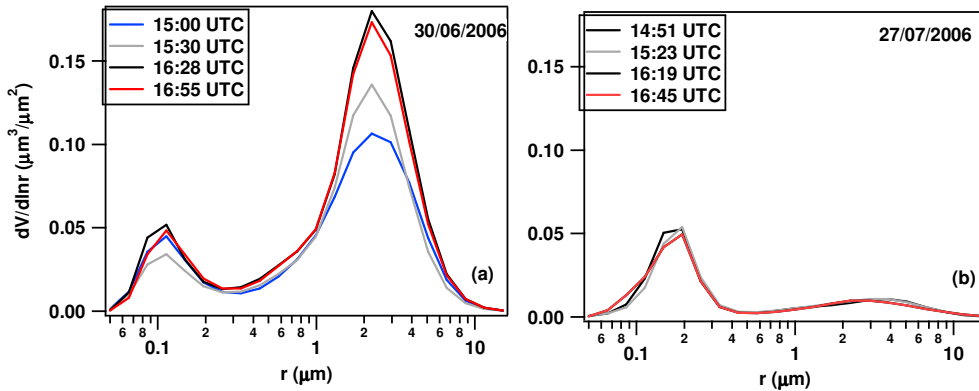 15:00 UTC
15:30 UTC
16:28 UTC
16:55 UTC
30/06/2006
dV/dlnr (μm³/μm²)
0.15
0.10
0.05
0.00
(a)
6 8 0.1 2 4 6 8 1 2 4 6 8 10
r (μm)
14:51 UTC
15:23 UTC
16:19 UTC
16:45 UTC
27/07/2006
0.15
0.10
0.05
0.00
(b)
6 8 0.1 2 4 6 8 1 2 4 6 8 10
r (μm)